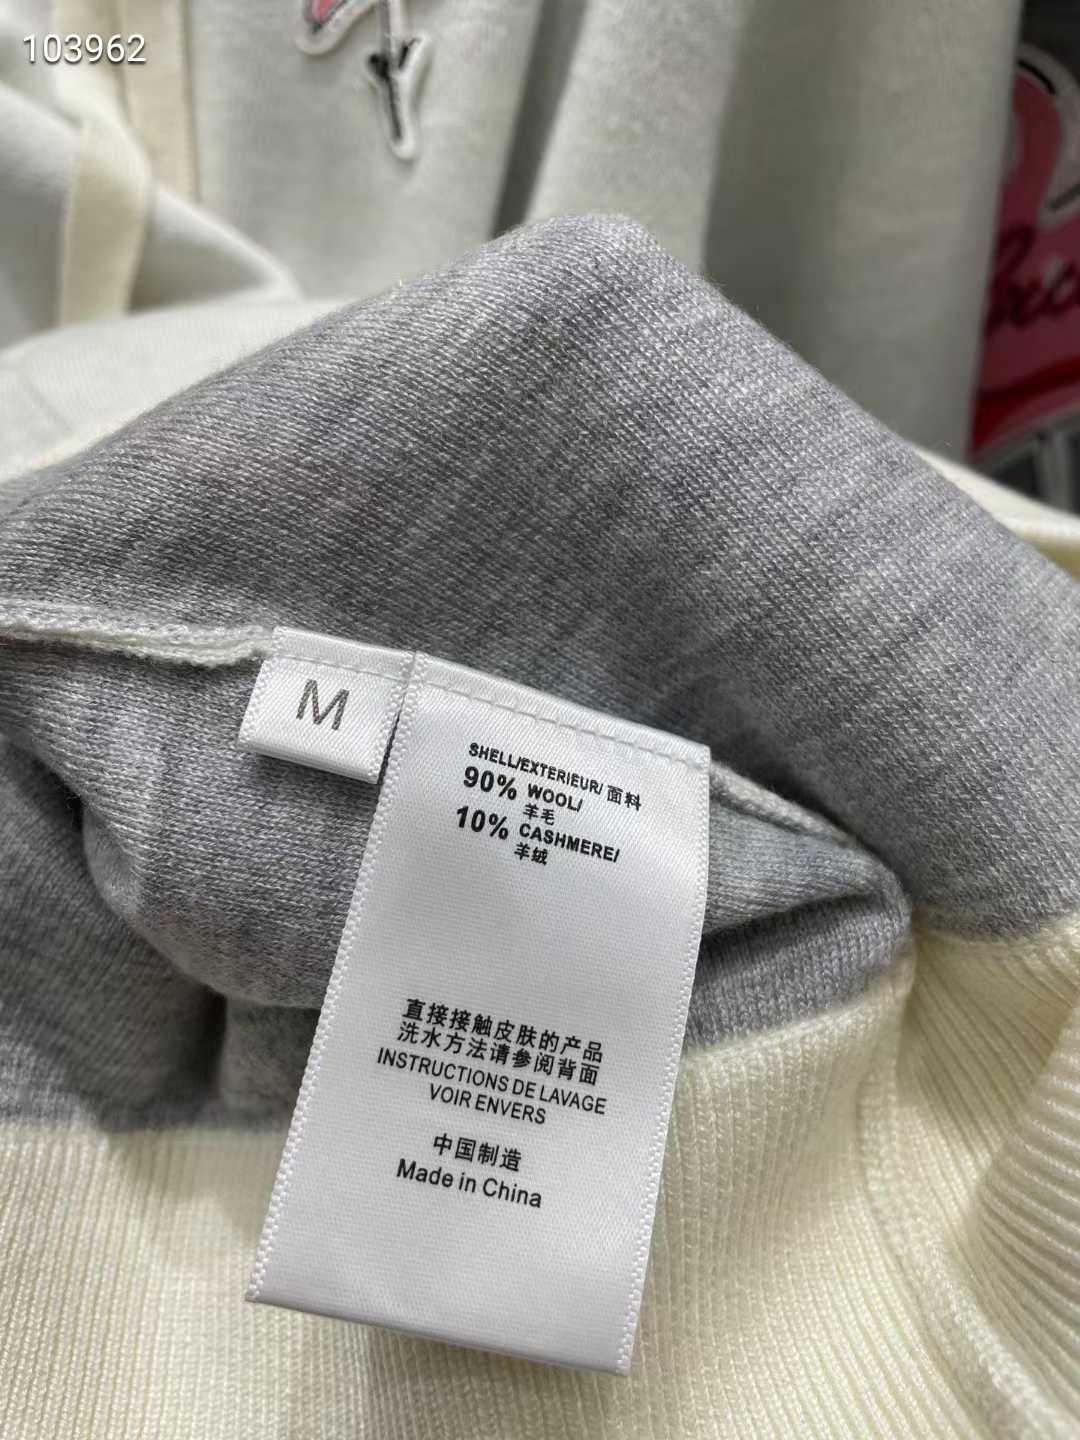 103962
M
SHELL/EXTERIEUR/ 面料
90% WOOL/
羊毛
10% CASHMERE/
羊绒
直接接触皮肤的产品
洗水方法请参阅背面
INSTRUCTIONS DE LAVAGE
VOIR ENVERS
中国制造
Made in China